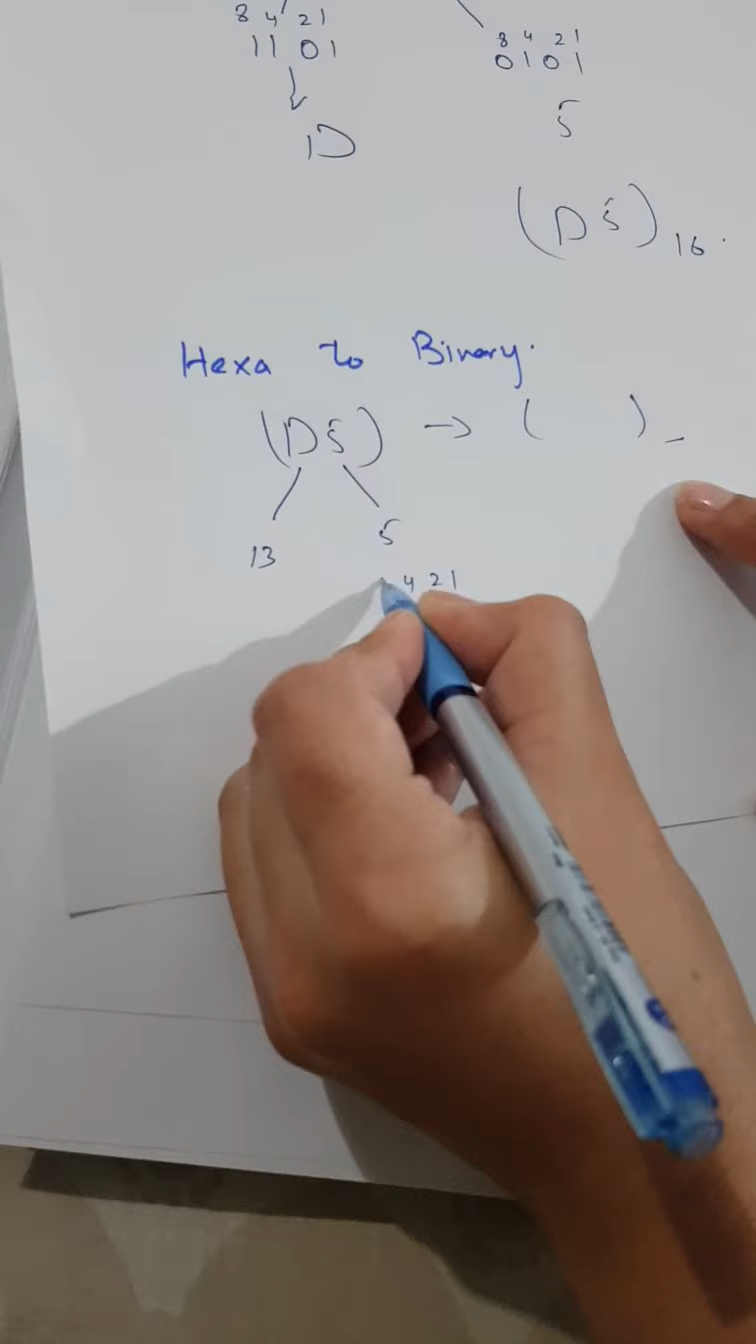 8 4 2 1
8 4 2 1
1 1 0 1
0 1 0 1
D
5
(D5)16.
Hexa to Binary.
(D5) → ( )
13
5
4 2 1